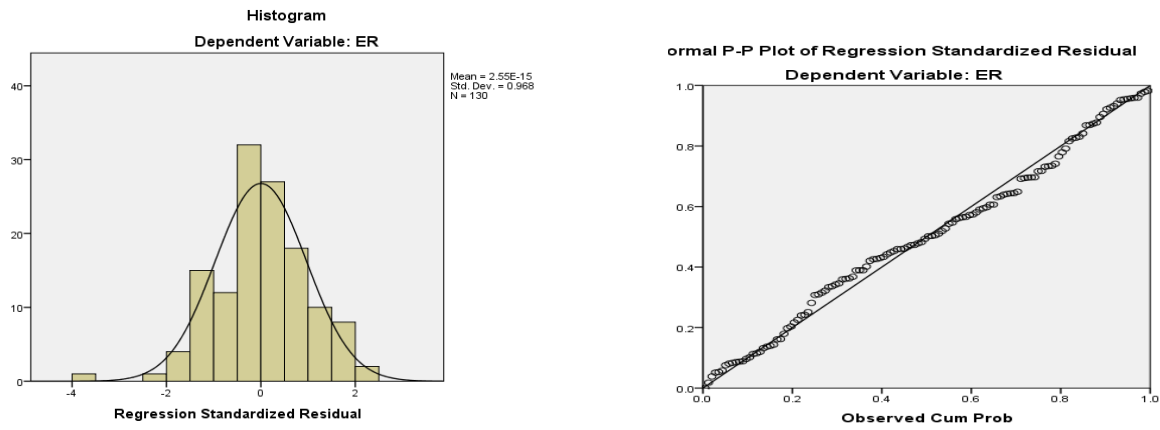 Histogram
Dependent Variable: ER
Mean = 2.55E-15
Std. Dev. = 0.968
N = 130
40
30
20
10
0
-4
-2
0
2
Regression Standardized Residual
ormal P-P Plot of Regression Standardized Residual
Dependent Variable: ER
1.0
0.8
0.6
0.4
0.2
0.0
0.0
0.2
0.4
0.6
0.8
1.0
Observed Cum Prob